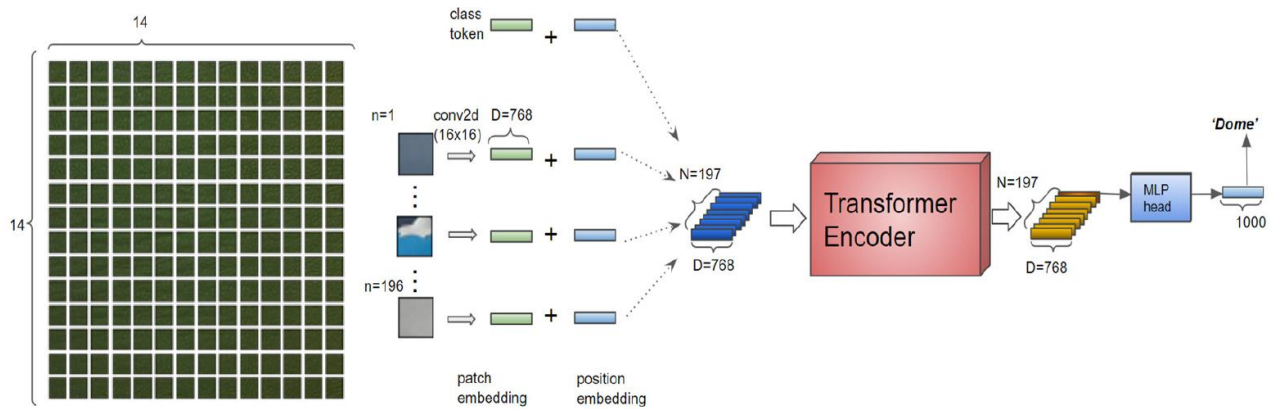 14
14
class
token
+
n=1
conv2d
(16x16)
D=768
+
+
n=196
+
patch
embedding
position
embedding
N=197
D=768
Transformer
Encoder
N=197
D=768
MLP
head
'Dome'
1000